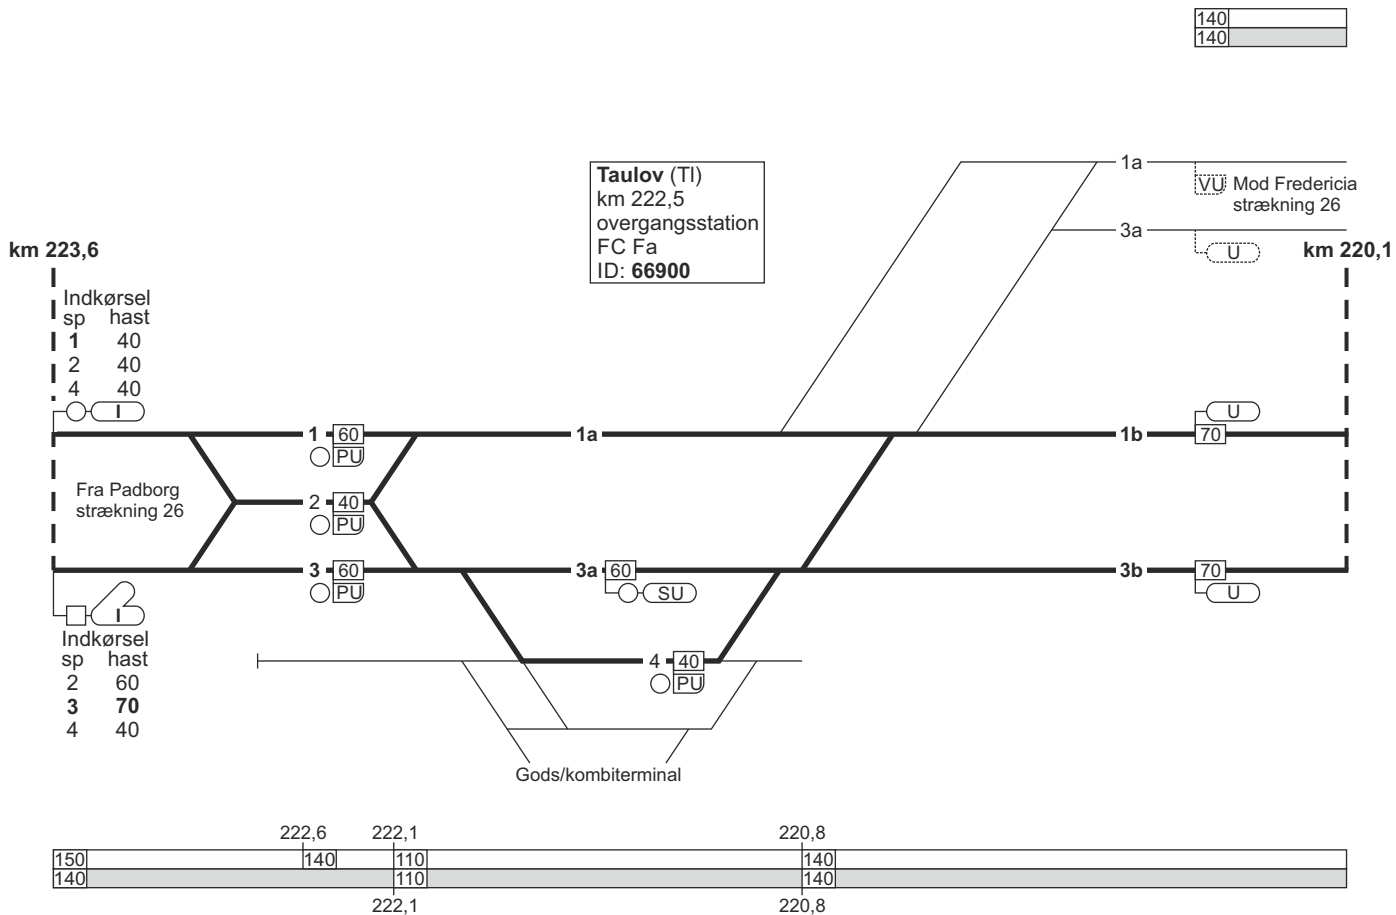 140
140
1a
VU Mod Fredericia
strækning 26
3a
U
Taulov (Tl)
km 222,5
overgangsstation
FC Fa
ID: 66900
km 223,6
km 220,1
Indkørsel
sp hast
1 40
2 40
4 40
I
U
1 60 1a 1b 70
PU
Fra Padborg
strækning 26
2 40
PU
3 60 3a 60 3b 70
PU SU U
I
Indkørsel
sp hast
2 60
3 70
4 40
4 40
PU
Gods/kombiterminal
222,6 222,1 220,8
150 140 110 140
140 110 140
222,1 220,8